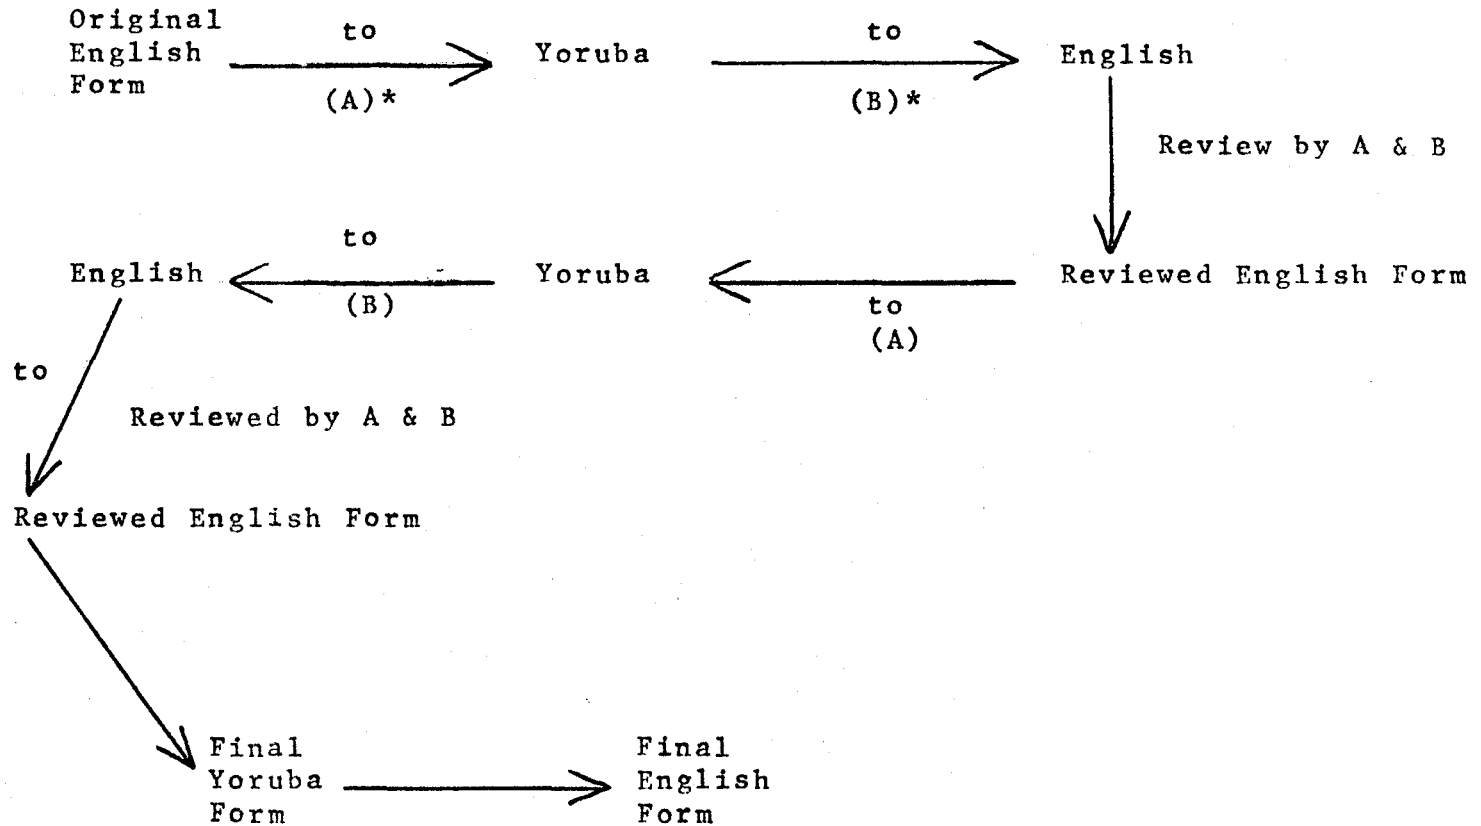 Original
English
Form
to
(A)*
Yoruba
to
(B)*
English
Review by A & B
Reviewed English Form
to
(A)
Yoruba
to
(B)
English
to
Reviewed by A & B
Reviewed English Form
Final
Yoruba
Form
Final
English
Form